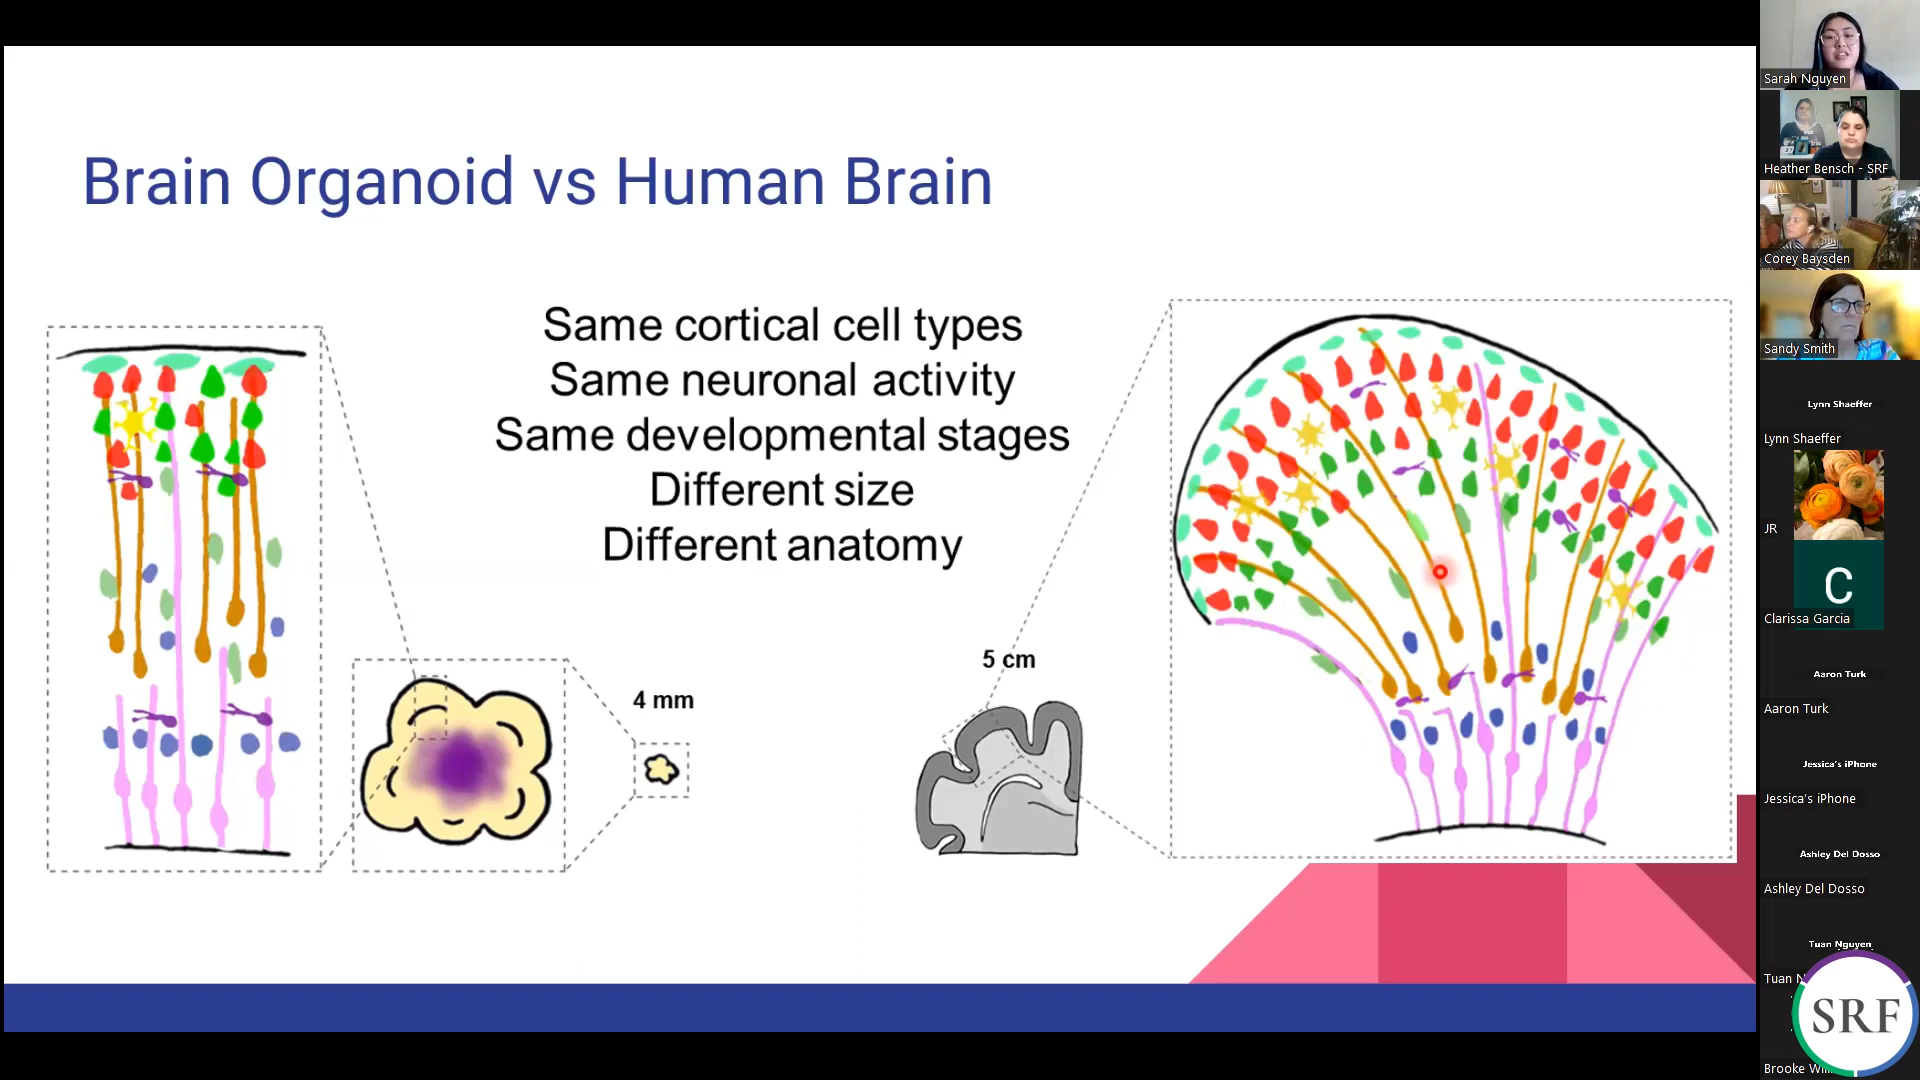 Brain Organoid vs Human Brain
Same cortical cell types
Same neuronal activity
Same developmental stages
Different size
Different anatomy
4 mm
5 cm
Sarah Nguyen
Heather Bensch - SRF
Corey Baysden
Sandy Smith
Lynn Shaeffer
Lynn Shaeffer
JR
C
Clarissa Garcia
Aaron Turk
Aaron Turk
Jessica's iPhone
Jessica's iPhone
Ashley Del Dosso
Ashley Del Dosso
Tuan Nguyen
Tuan
SRF
Brooke